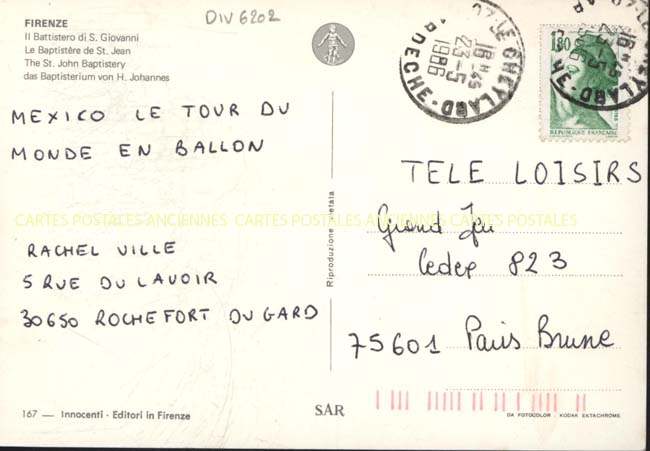 FIRENZE
Il Battistero di S. Giovanni
Le Baptistère de St. Jean
The St. John Baptistery
das Baptisterium von H. Johannes
DIV 6202
07-LE CHEYLARD
16 H 45
23-5
1986
ARDECHE
1,80
REPUBLIQUE FRANÇAISE
MEXICO LE TOUR DU
MONDE EN BALLON
TELE LOISIRS
Grand Jeu
Cedex 823
75601 Paris Brune
CARTES POSTALES ANCIENNES CARTES POSTALES ANCIENNES CARTES POSTALES
RACHEL VILLE
5 RUE DU LAVOIR
30650 ROCHEFORT DU GARD
Riproduzione vietata
167 — Innocenti - Editori in Firenze
SAR
DA FOTOCOLOR - KODAK EKTACHROME